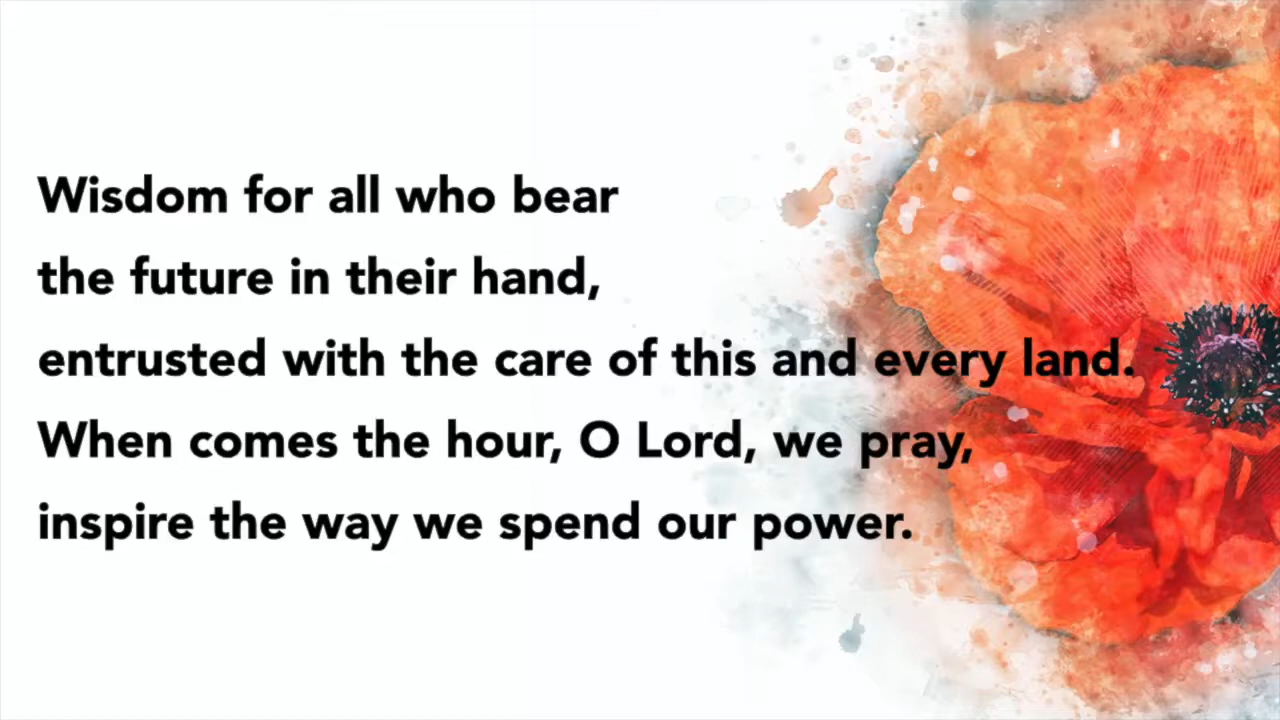 Wisdom for all who bear
the future in their hand,
entrusted with the care of this and every land.
When comes the hour, O Lord, we pray,
inspire the way we spend our power.